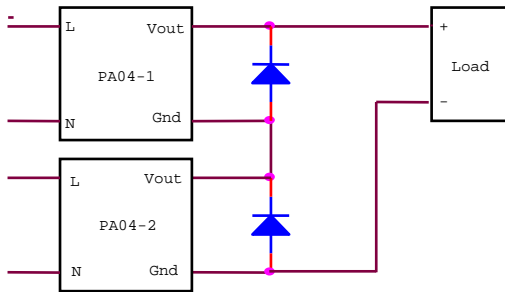 L Vout +
PA04-1 Load
N Gnd -
L Vout
PA04-2
N Gnd